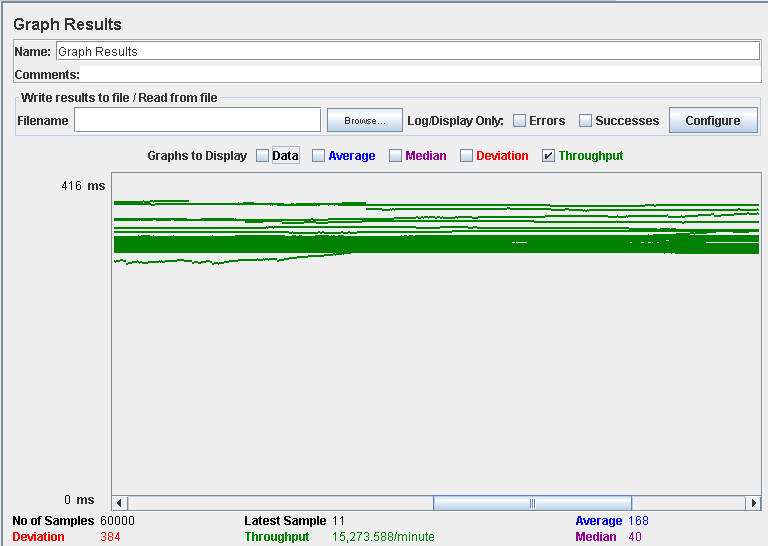 Graph Results
Name: Graph Results
Comments:
Write results to file / Read from file
Filename Browse... Log/Display Only: Errors Successes Configure
Graphs to Display Data Average Median Deviation Throughput
416 ms
0 ms
No of Samples 60000 Latest Sample 11 Average 168
Deviation 384 Throughput 15,273.588/minute Median 40